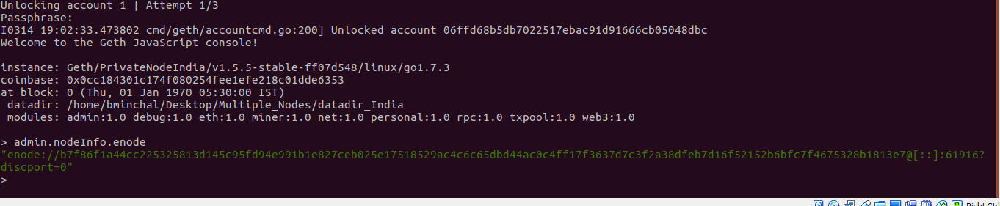 Unlocking account 1 | Attempt 1/3
Passphrase:
I0314 19:02:33.473802 cmd/geth/accountcmd.go:200] Unlocked account 06ffd68b5db7022517ebac91d91666cb05048dbc
Welcome to the Geth JavaScript console!
instance: Geth/PrivateNodeIndia/v1.5.5-stable-ff07d548/linux/go1.7.3
coinbase: 0x0cc184301c174f080254fee1efe218c01dde6353
at block: 0 (Thu, 01 Jan 1970 05:30:00 IST)
datadir: /home/bminchal/Desktop/Multiple_Nodes/datadir_India
modules: admin:1.0 debug:1.0 eth:1.0 miner:1.0 net:1.0 personal:1.0 rpc:1.0 txpool:1.0 web3:1.0
> admin.nodeInfo.enode
"enode://b7f86f1a44cc225325813d145c95fd94e991b1e827ceb025e17518529ac4c6c65dbd44ac0c4ff17f3637d7c3f2a38dfeb7d16f52152b6bfc7f4675328b1813e7@[::]:61916?
discport=0"
>
Right Ctrl